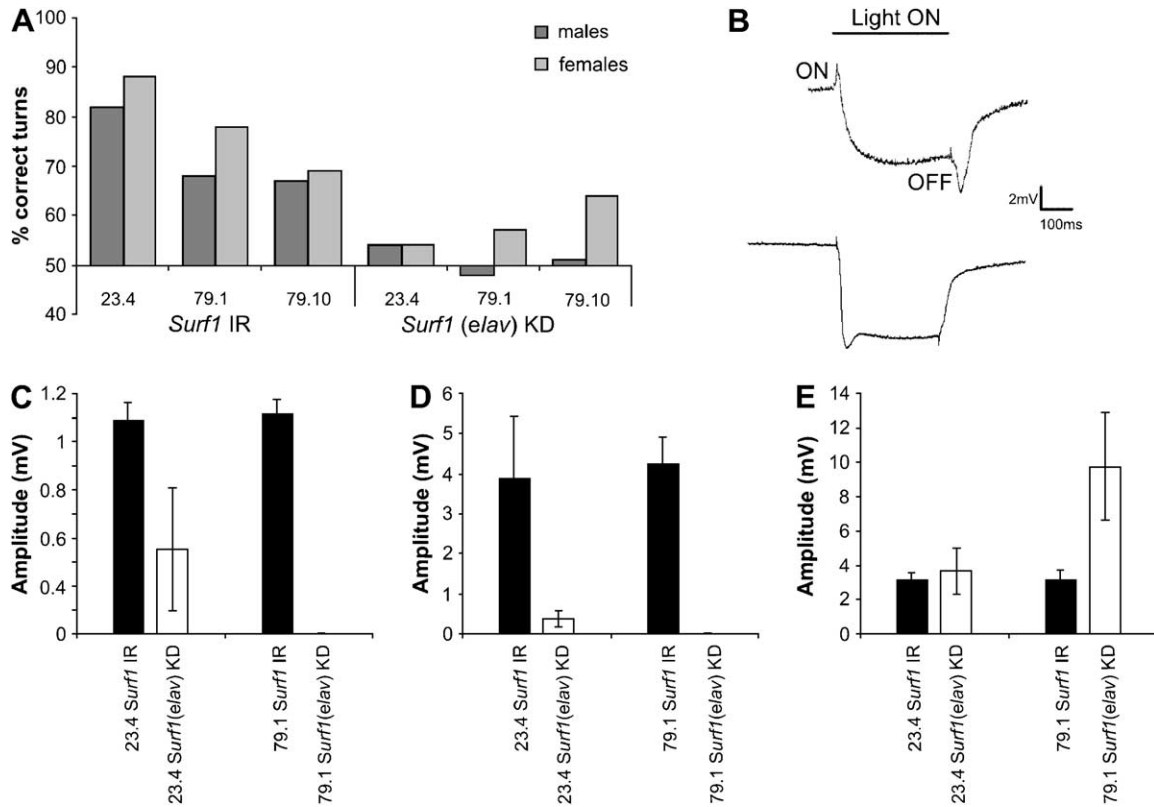 A
100
90
80
70
60
50
40
% correct turns
males
females
23.4 79.1 79.10 23.4 79.1 79.10
Surf1 IR Surf1 (elav) KD
B
Light ON
ON
OFF
2mV
100ms
C
1.2
1
0.8
0.6
0.4
0.2
0
Amplitude (mV)
23.4 Surf1 IR
23.4 Surf1(elav) KD
79.1 Surf1 IR
79.1 Surf1(elav) KD
D
6
5
4
3
2
1
0
Amplitude (mV)
23.4 Surf1 IR
23.4 Surf1(elav) KD
79.1 Surf1 IR
79.1 Surf1(elav) KD
E
14
12
10
8
6
4
2
0
Amplitude (mV)
23.4 Surf1 IR
23.4 Surf1(elav) KD
79.1 Surf1 IR
79.1 Surf1(elav) KD